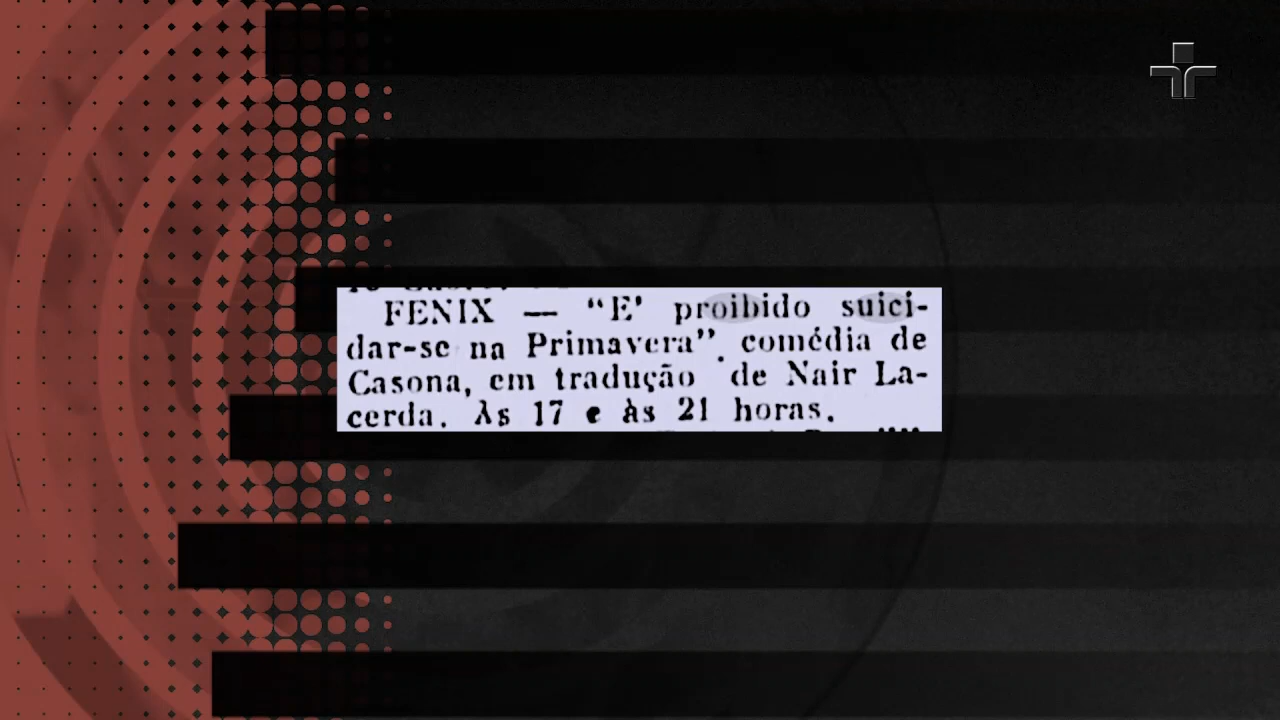 FENIX — "E' proibido suici-
dar-se na Primavera". comédia de
Casona, em tradução de Nair La-
cerda. Às 17 e às 21 horas.